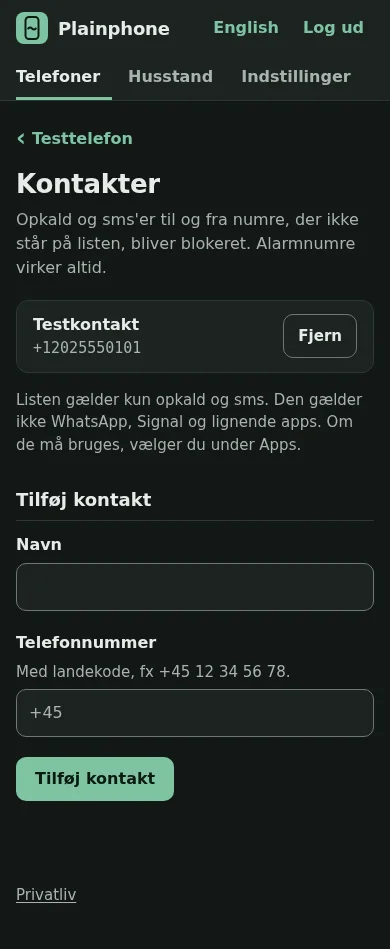 Plainphone
English
Log ud
Telefoner
Husstand
Indstillinger
‹ Testtelefon
Kontakter
Opkald og sms'er til og fra numre, der ikke
står på listen, bliver blokeret. Alarmnumre
virker altid.
Testkontakt
+12025550101
Fjern
Listen gælder kun opkald og sms. Den gælder
ikke WhatsApp, Signal og lignende apps. Om
de må bruges, vælger du under Apps.
Tilføj kontakt
Navn
Telefonnummer
Med landekode, fx +45 12 34 56 78.
+45
Tilføj kontakt
Privatliv